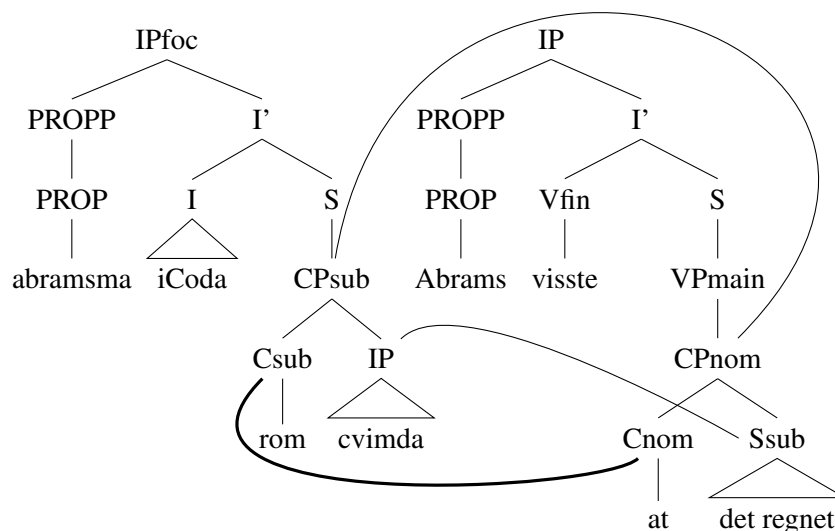 IPfoc IP
PROPP I' PROPP I'
PROP I S PROP Vfin S
abramsma iCoda CPsub Abrams visste VPmain
Csub IP CPnom
rom cvimda Cnom Ssub
at det regnet